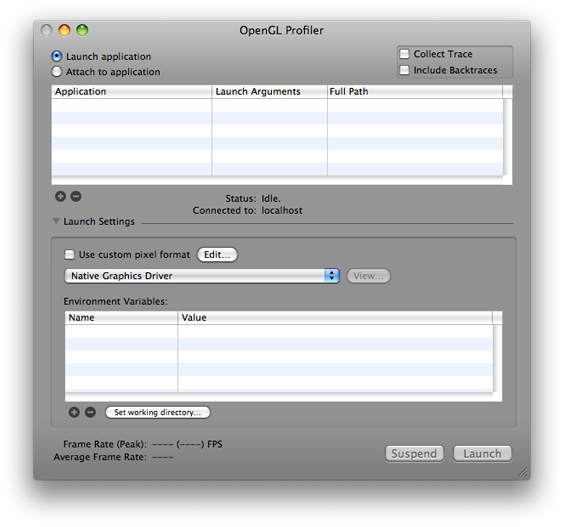 OpenGL Profiler
Launch application
Attach to application
Collect Trace
Include Backtraces
Application Launch Arguments Full Path
Status: Idle.
Connected to: localhost
Launch Settings
Use custom pixel format Edit...
Native Graphics Driver View...
Environment Variables:
Name Value
Set working directory...
Frame Rate (Peak): ---- (----) FPS
Average Frame Rate: ----
Suspend Launch